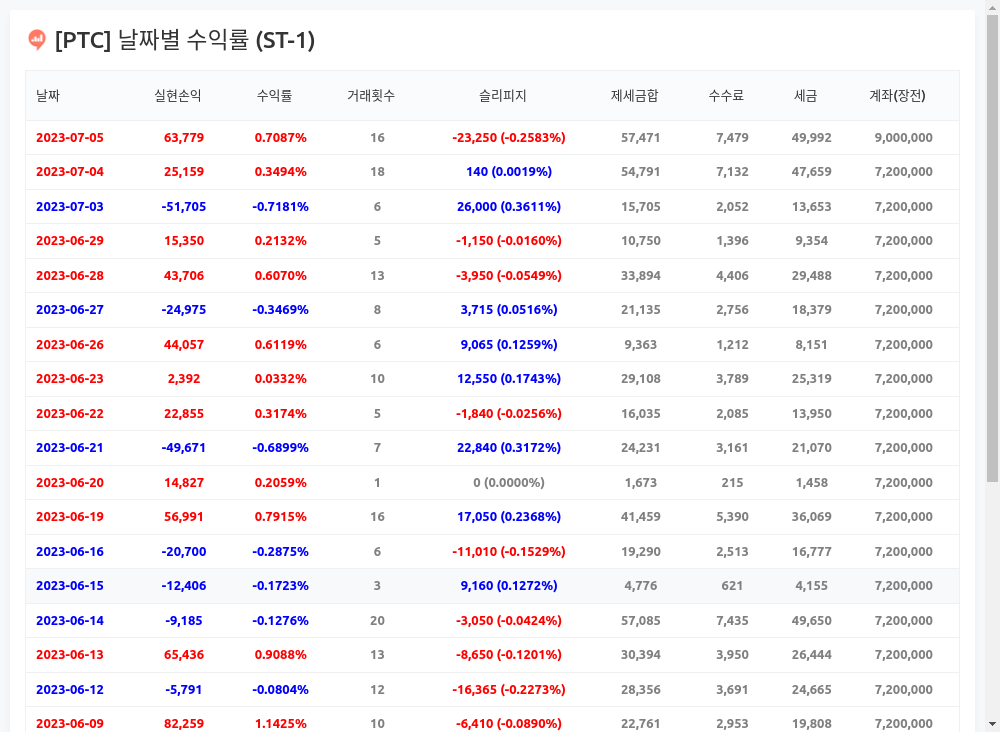 [PTC] 날짜별 수익률 (ST-1)
날짜 실현손익 수익률 거래횟수 슬리피지 제세금합 수수료 세금 계좌(장전)
2023-07-05 63,779 0.7087% 16 -23,250 (-0.2583%) 57,471 7,479 49,992 9,000,000
2023-07-04 25,159 0.3494% 18 140 (0.0019%) 54,791 7,132 47,659 7,200,000
2023-07-03 -51,705 -0.7181% 6 26,000 (0.3611%) 15,705 2,052 13,653 7,200,000
2023-06-29 15,350 0.2132% 5 -1,150 (-0.0160%) 10,750 1,396 9,354 7,200,000
2023-06-28 43,706 0.6070% 13 -3,950 (-0.0549%) 33,894 4,406 29,488 7,200,000
2023-06-27 -24,975 -0.3469% 8 3,715 (0.0516%) 21,135 2,756 18,379 7,200,000
2023-06-26 44,057 0.6119% 6 9,065 (0.1259%) 9,363 1,212 8,151 7,200,000
2023-06-23 2,392 0.0332% 10 12,550 (0.1743%) 29,108 3,789 25,319 7,200,000
2023-06-22 22,855 0.3174% 5 -1,840 (-0.0256%) 16,035 2,085 13,950 7,200,000
2023-06-21 -49,671 -0.6899% 7 22,840 (0.3172%) 24,231 3,161 21,070 7,200,000
2023-06-20 14,827 0.2059% 1 0 (0.0000%) 1,673 215 1,458 7,200,000
2023-06-19 56,991 0.7915% 16 17,050 (0.2368%) 41,459 5,390 36,069 7,200,000
2023-06-16 -20,700 -0.2875% 6 -11,010 (-0.1529%) 19,290 2,513 16,777 7,200,000
2023-06-15 -12,406 -0.1723% 3 9,160 (0.1272%) 4,776 621 4,155 7,200,000
2023-06-14 -9,185 -0.1276% 20 -3,050 (-0.0424%) 57,085 7,435 49,650 7,200,000
2023-06-13 65,436 0.9088% 13 -8,650 (-0.1201%) 30,394 3,950 26,444 7,200,000
2023-06-12 -5,791 -0.0804% 12 -16,365 (-0.2273%) 28,356 3,691 24,665 7,200,000
2023-06-09 82,259 1.1425% 10 -6,410 (-0.0890%) 22,761 2,953 19,808 7,200,000